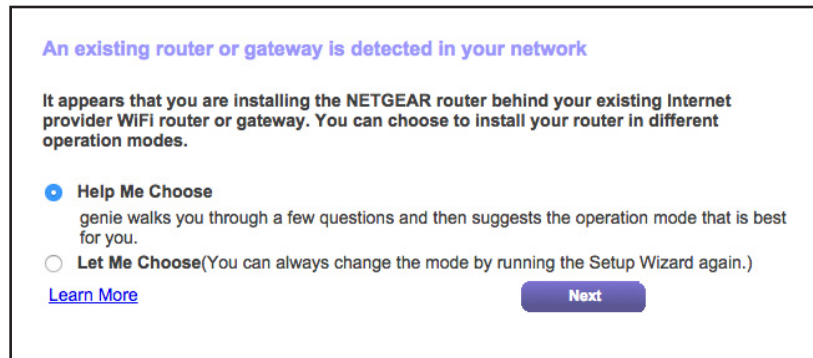 An existing router or gateway is detected in your network
It appears that you are installing the NETGEAR router behind your existing Internet
provider WiFi router or gateway. You can choose to install your router in different
operation modes.
Help Me Choose
genie walks you through a few questions and then suggests the operation mode that is best
for you.
Let Me Choose(You can always change the mode by running the Setup Wizard again.)
Learn More
Next